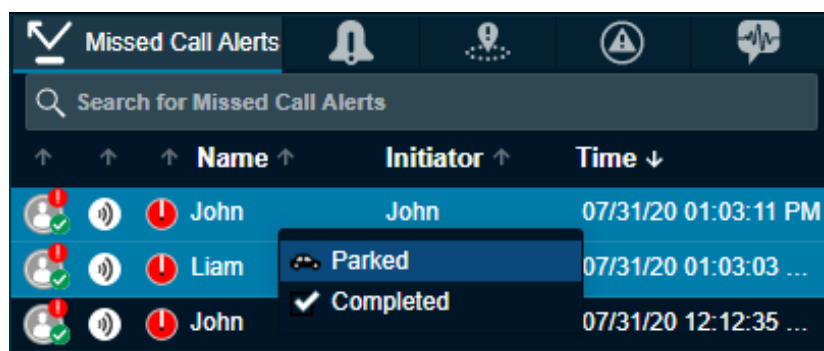 Missed Call Alerts
Search for Missed Call Alerts
Name Initiator Time
John John 07/31/20 01:03:11 PM
Liam 07/31/20 01:03:03 ...
Parked
Completed
John 07/31/20 12:12:35 ...